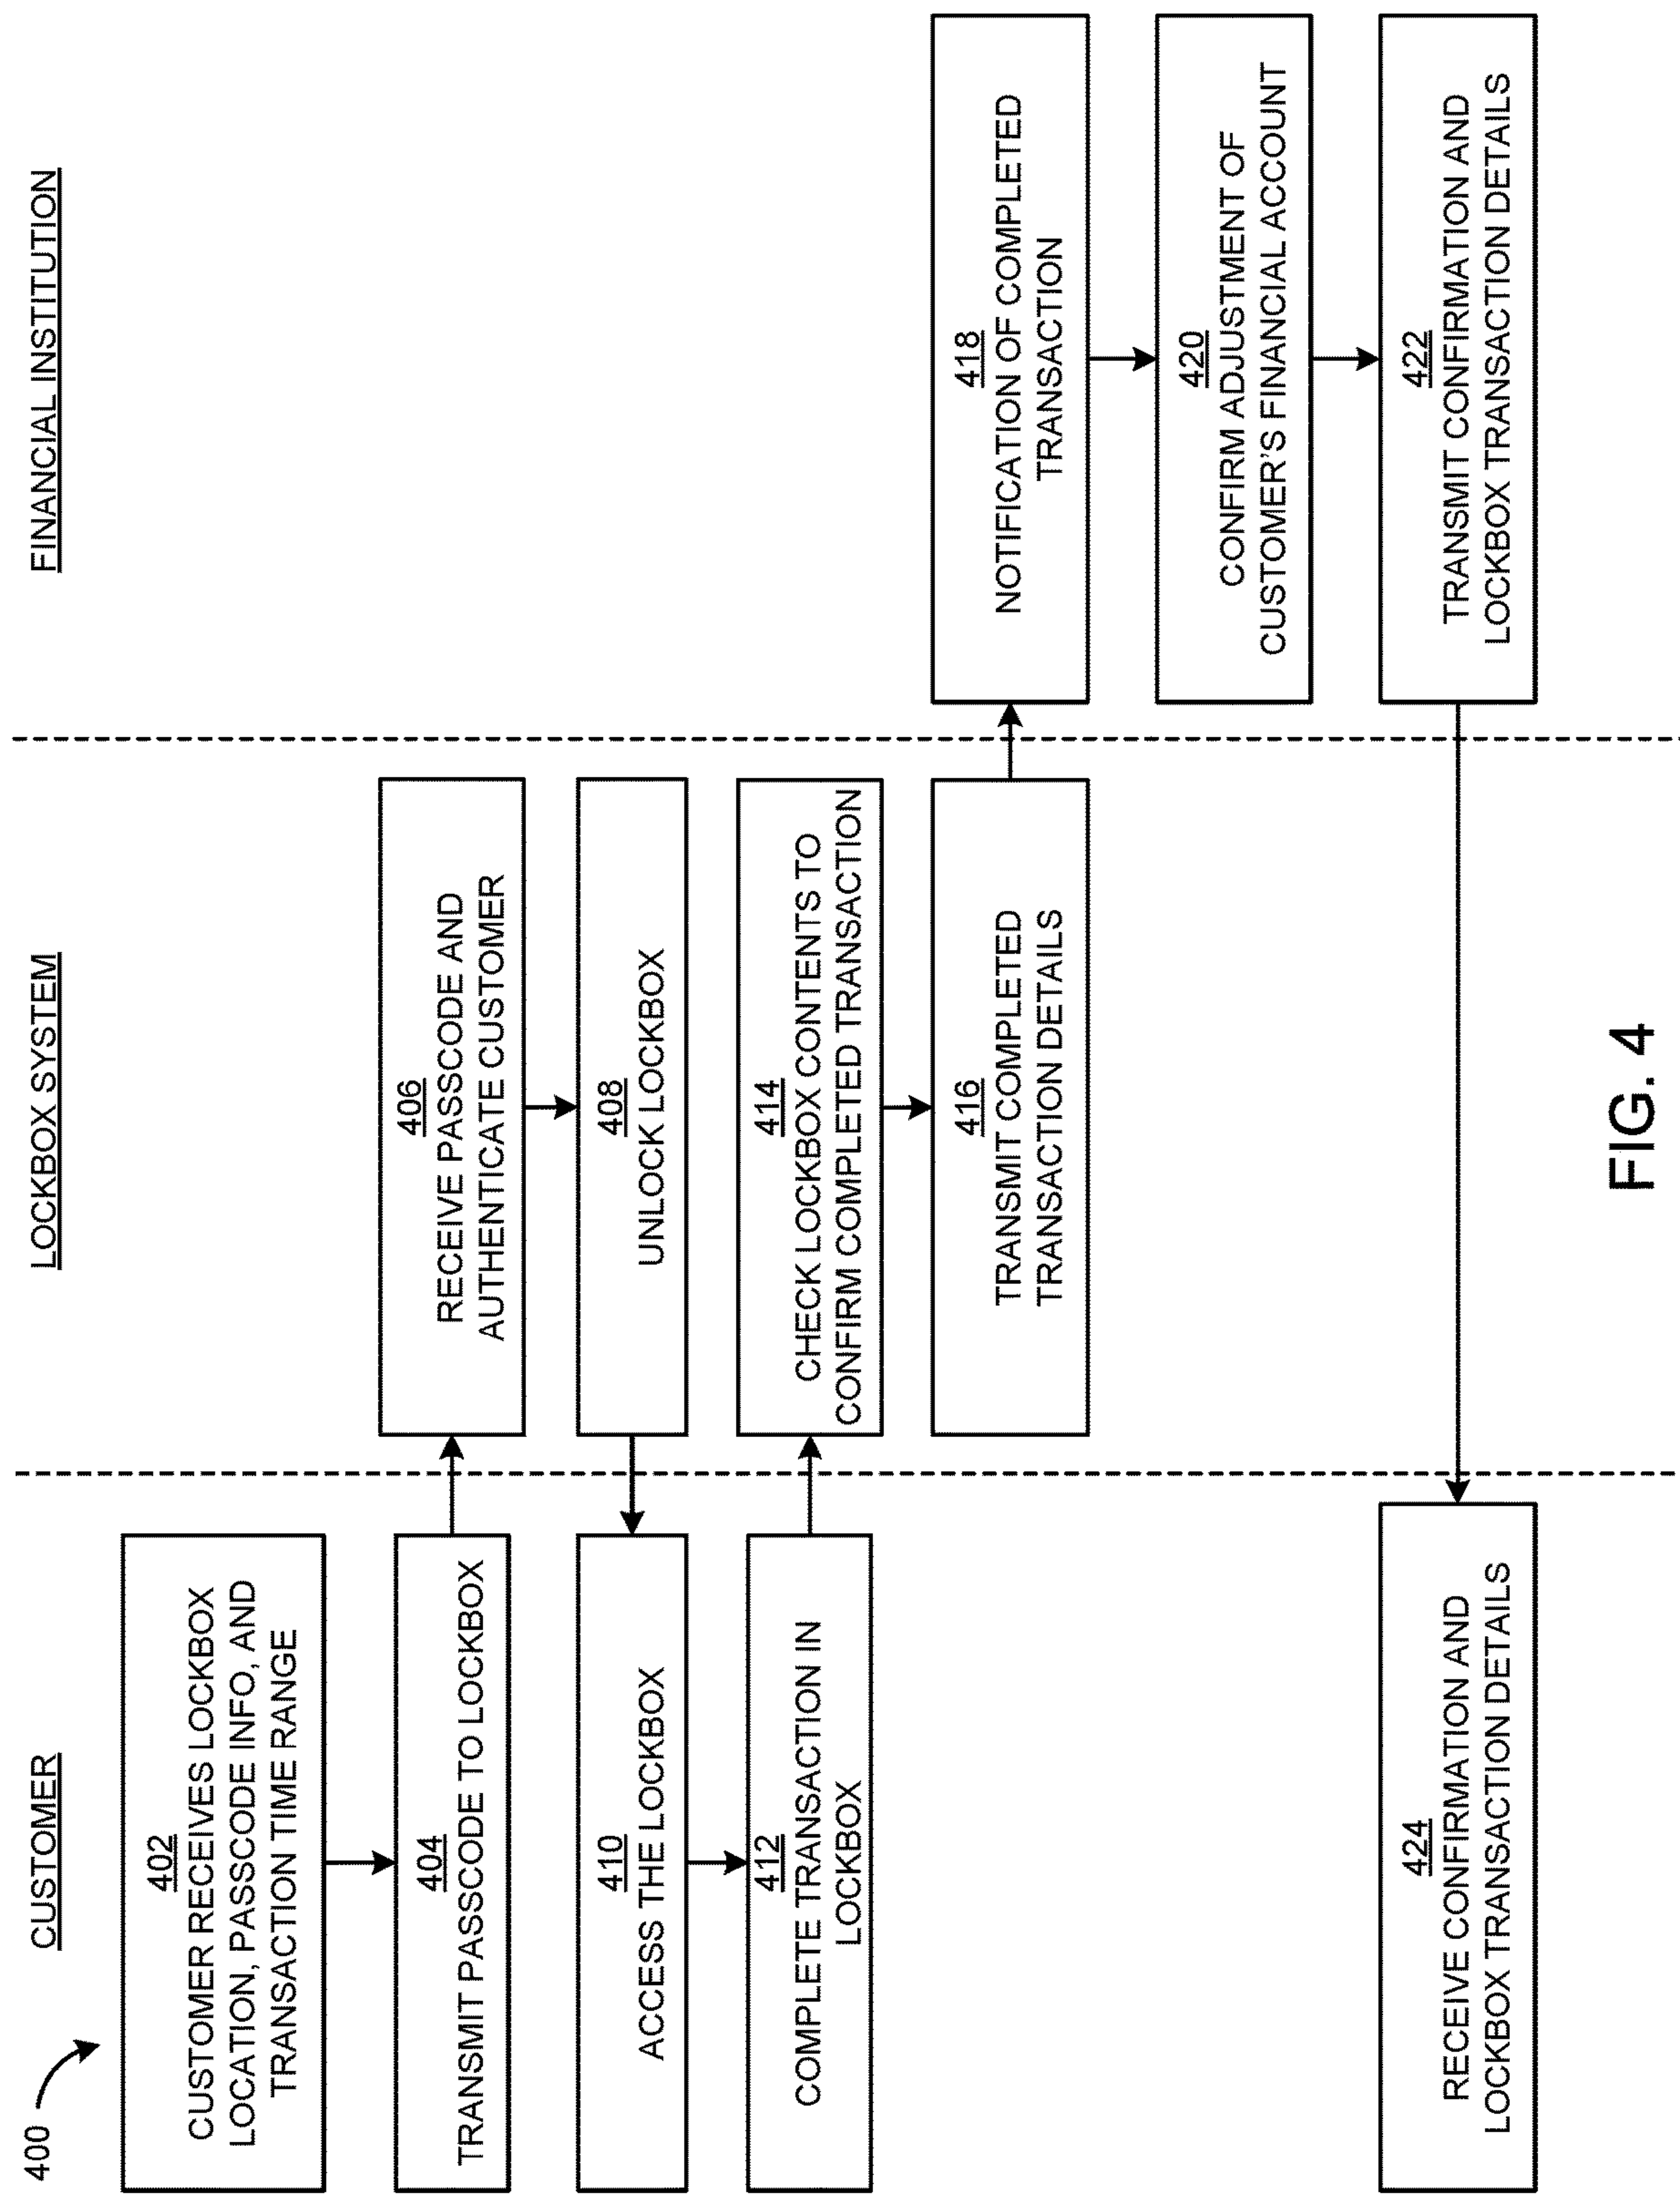 400
CUSTOMER
LOCKBOX SYSTEM
FINANCIAL INSTITUTION
402
CUSTOMER RECEIVES LOCKBOX
LOCATION, PASSCODE INFO, AND
TRANSACTION TIME RANGE
404
TRANSMIT PASSCODE TO LOCKBOX
406
RECEIVE PASSCODE AND
AUTHENTICATE CUSTOMER
408
UNLOCK LOCKBOX
410
ACCESS THE LOCKBOX
412
COMPLETE TRANSACTION IN
LOCKBOX
414
CHECK LOCKBOX CONTENTS TO
CONFIRM COMPLETED TRANSACTION
416
TRANSMIT COMPLETED
TRANSACTION DETAILS
418
NOTIFICATION OF COMPLETED
TRANSACTION
420
CONFIRM ADJUSTMENT OF
CUSTOMER'S FINANCIAL ACCOUNT
422
TRANSMIT CONFIRMATION AND
LOCKBOX TRANSACTION DETAILS
424
RECEIVE CONFIRMATION AND
LOCKBOX TRANSACTION DETAILS
FIG. 4